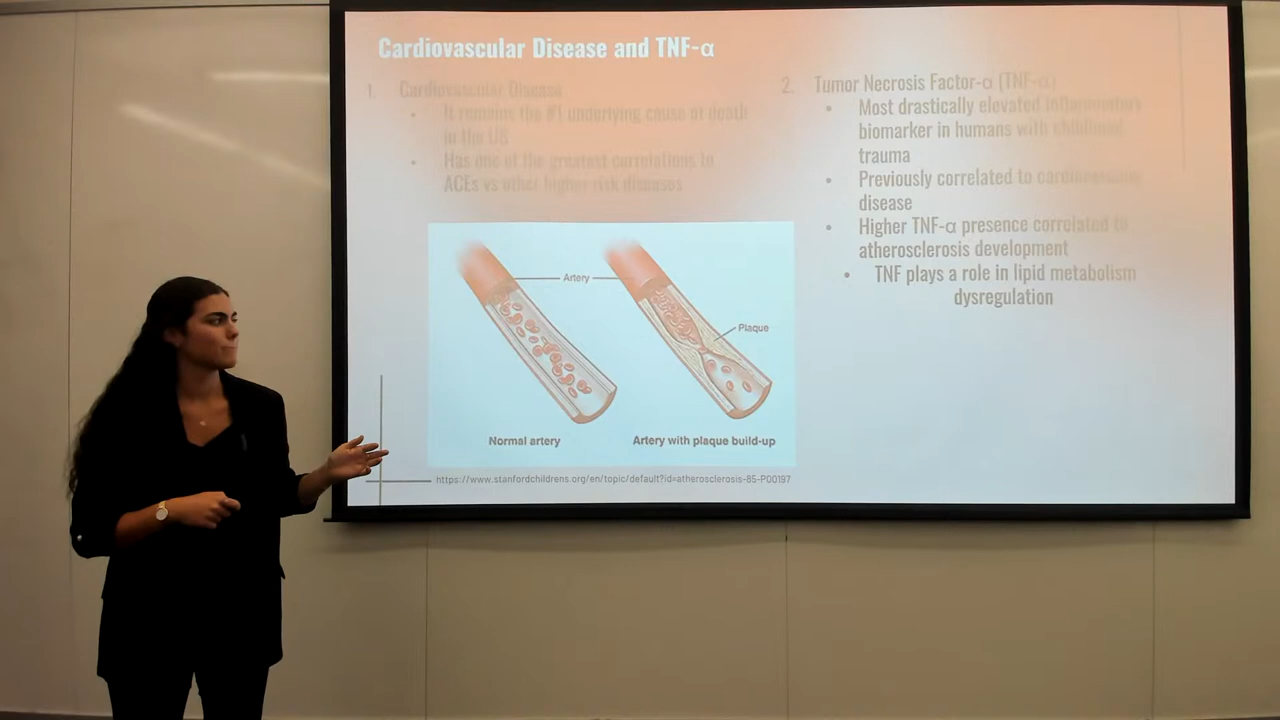 Cardiovascular Disease and TNF-α
1. Cardiovascular Disease
• It remains the #1 underlying cause of death
in the US
• Has one of the greatest correlations to
ACEs vs other higher risk diseases
2. Tumor Necrosis Factor-α (TNF-α)
• Most drastically elevated inflammatory
biomarker in humans with childhood
trauma
• Previously correlated to cardiovascular
disease
• Higher TNF-α presence correlated to
atherosclerosis development
• TNF plays a role in lipid metabolism
dysregulation
Artery
Plaque
Normal artery
Artery with plaque build-up
https://www.stanfordchildrens.org/en/topic/default?id=atherosclerosis-85-P00197